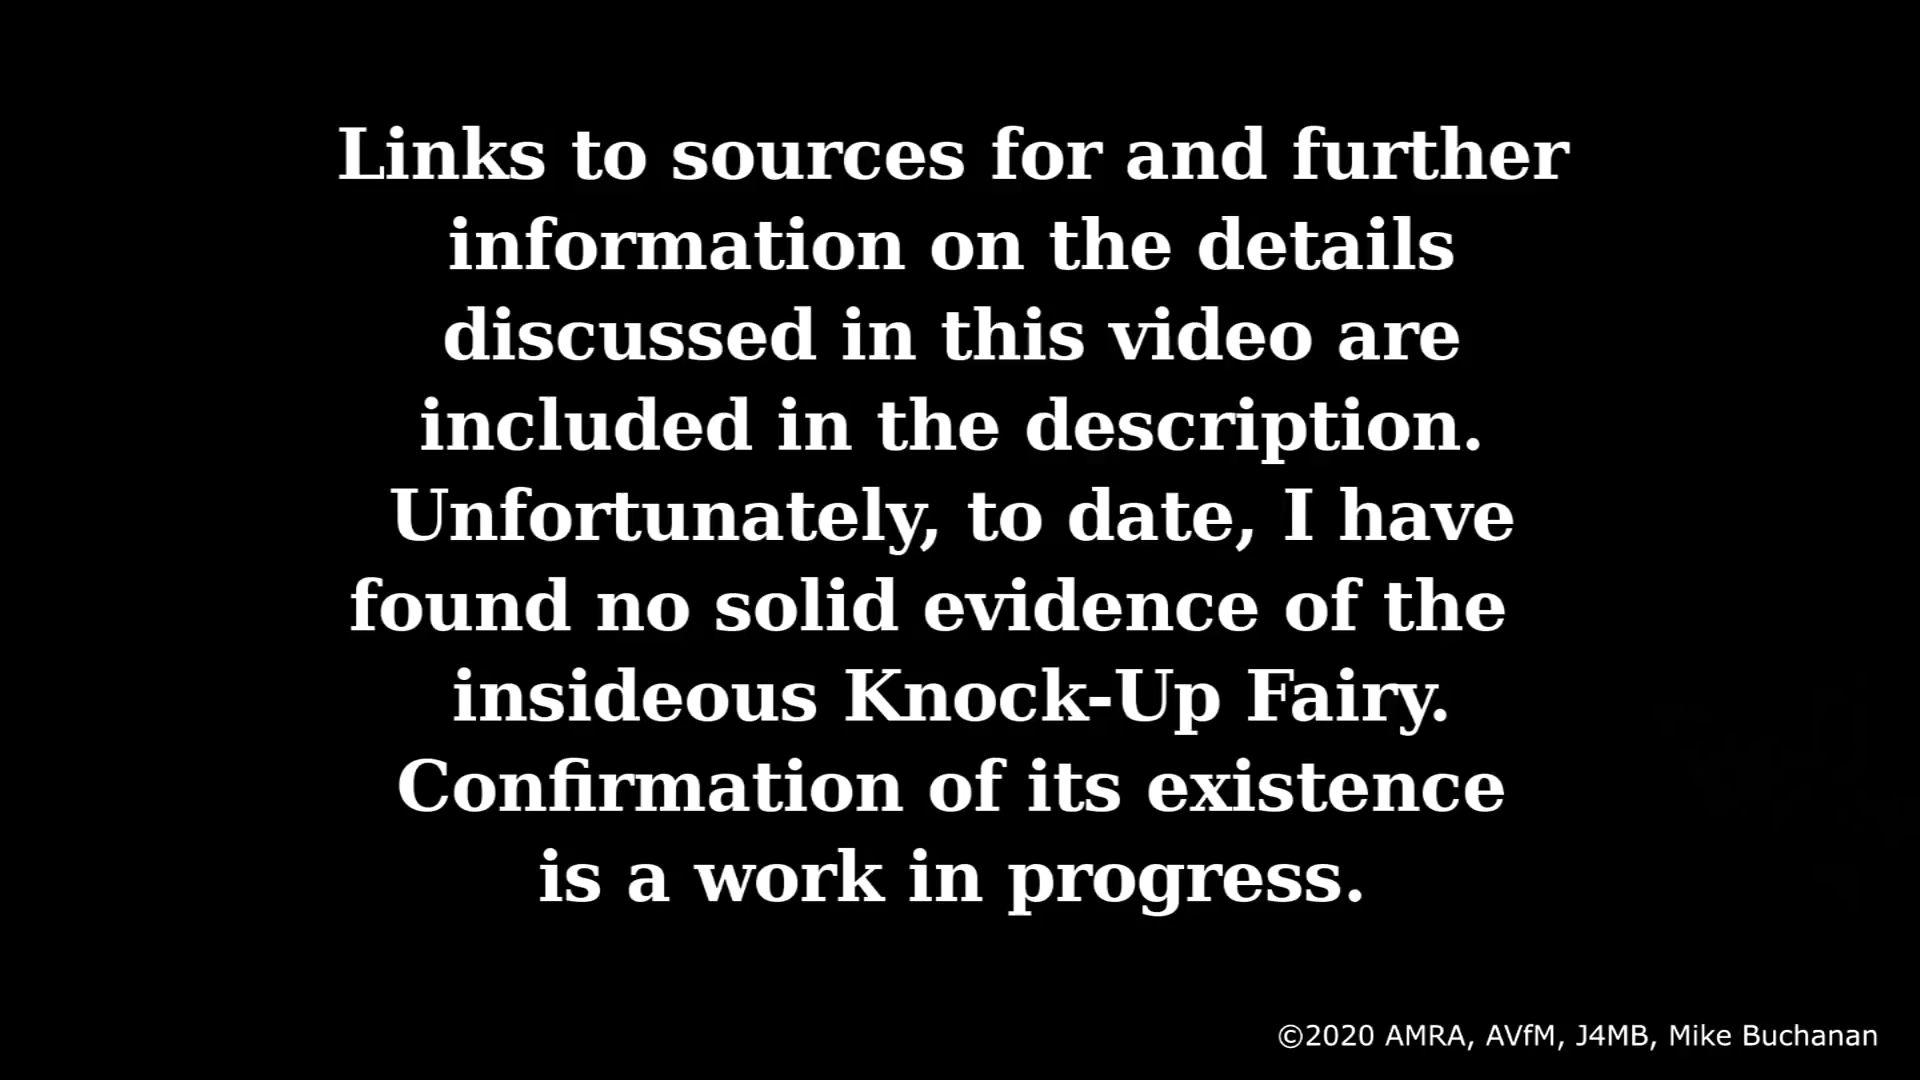 Links to sources for and further
information on the details
discussed in this video are
included in the description.
Unfortunately, to date, I have
found no solid evidence of the
insideous Knock-Up Fairy.
Confirmation of its existence
is a work in progress.
©2020 AMRA, AVfM, J4MB, Mike Buchanan